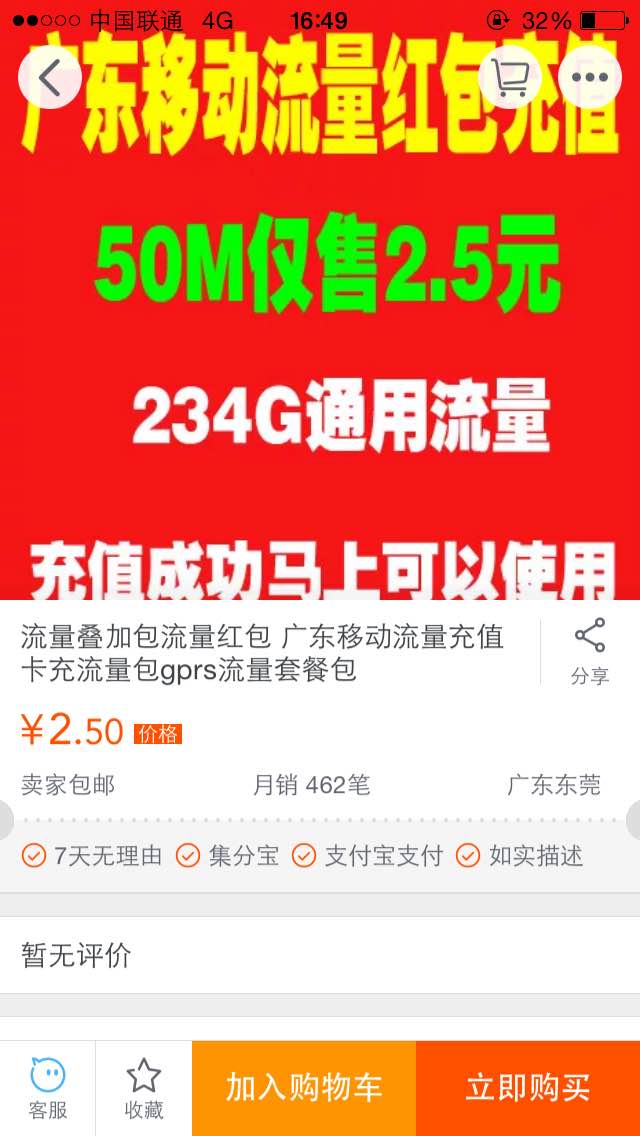 中国联通 4G 16:49 32%
广东移动流量红包充值
50M仅售2.5元
234G通用流量
充值成功马上可以使用
流量叠加包流量红包 广东移动流量充值
卡充流量包gprs流量套餐包
分享
¥2.50 价格
卖家包邮 月销 462笔 广东东莞
7天无理由 集分宝 支付宝支付 如实描述
暂无评价
客服 收藏 加入购物车 立即购买